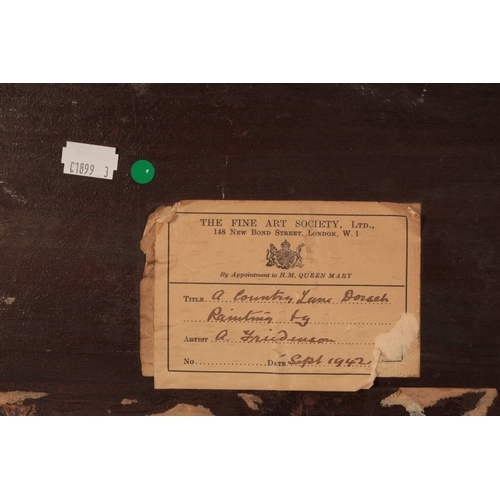 C1899 3
THE FINE ART SOCIETY, LTD.,
148 NEW BOND STREET, LONDON, W. 1
By Appointment to H.M. QUEEN MARY
TITLE A Country Lane Dorset
Painting by
ARTIST A. Friedenson
No. DATE Sept 1942